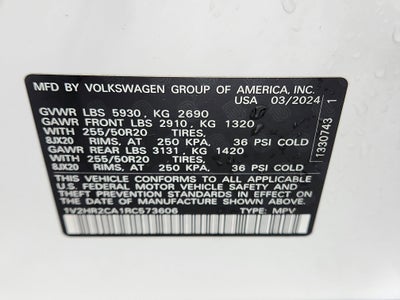 MFD. BY VOLKSWAGEN GROUP OF AMERICA, INC.
USA 03/2024
GVWR LBS 5930, KG 2690
GAWR FRONT LBS 2910, KG 1320
WITH 255/50R20 TIRES,
8JX20 RIMS, AT 250 KPA, 36 PSI COLD
GAWR REAR LBS 3131, KG 1420
WITH 255/50R20 TIRES,
8JX20 RIMS, AT 250 KPA, 36 PSI COLD
THIS VEHICLE CONFORMS TO ALL APPLICABLE
FEDERAL MOTOR VEHICLE SAFETY STANDARDS
IN EFFECT ON THE DATE OF
MANUFACTURE SHOWN ABOVE.
1V2HR2CA1RC573606 TYPE: MPV
1330743 1